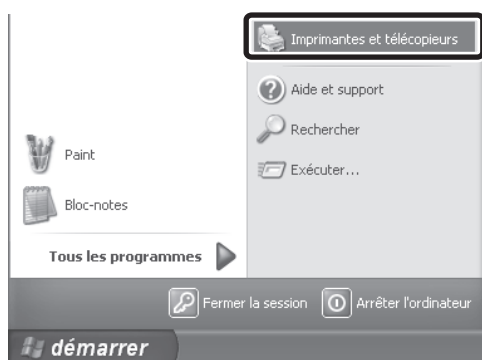 Imprimantes et télécopieurs
Aide et support
Rechercher
Exécuter...
Paint
Bloc-notes
Tous les programmes
Fermer la session
Arrêter l'ordinateur
démarrer